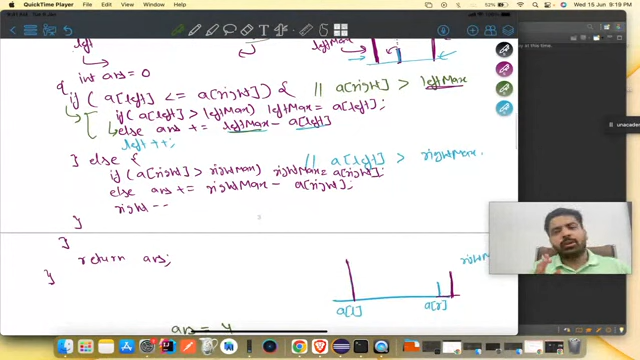 QuickTime Player File Edit View Window Help
Wed 15 Jun 9:19 PM
left
leftMax
{ int ans = 0
if ( a[left] <= a[right] ) { // a[right] > leftMax
if ( a[left] > leftMax) leftMax = a[left];
else ans += leftMax - a[left]
left ++;
} else { // a[left] > rightMax.
if ( a[right] > rightMax) rightMax = a[right];
else ans += rightMax - a[right];
right --
}
}
return ans;
}
a[l]
a[r]
ans = 4